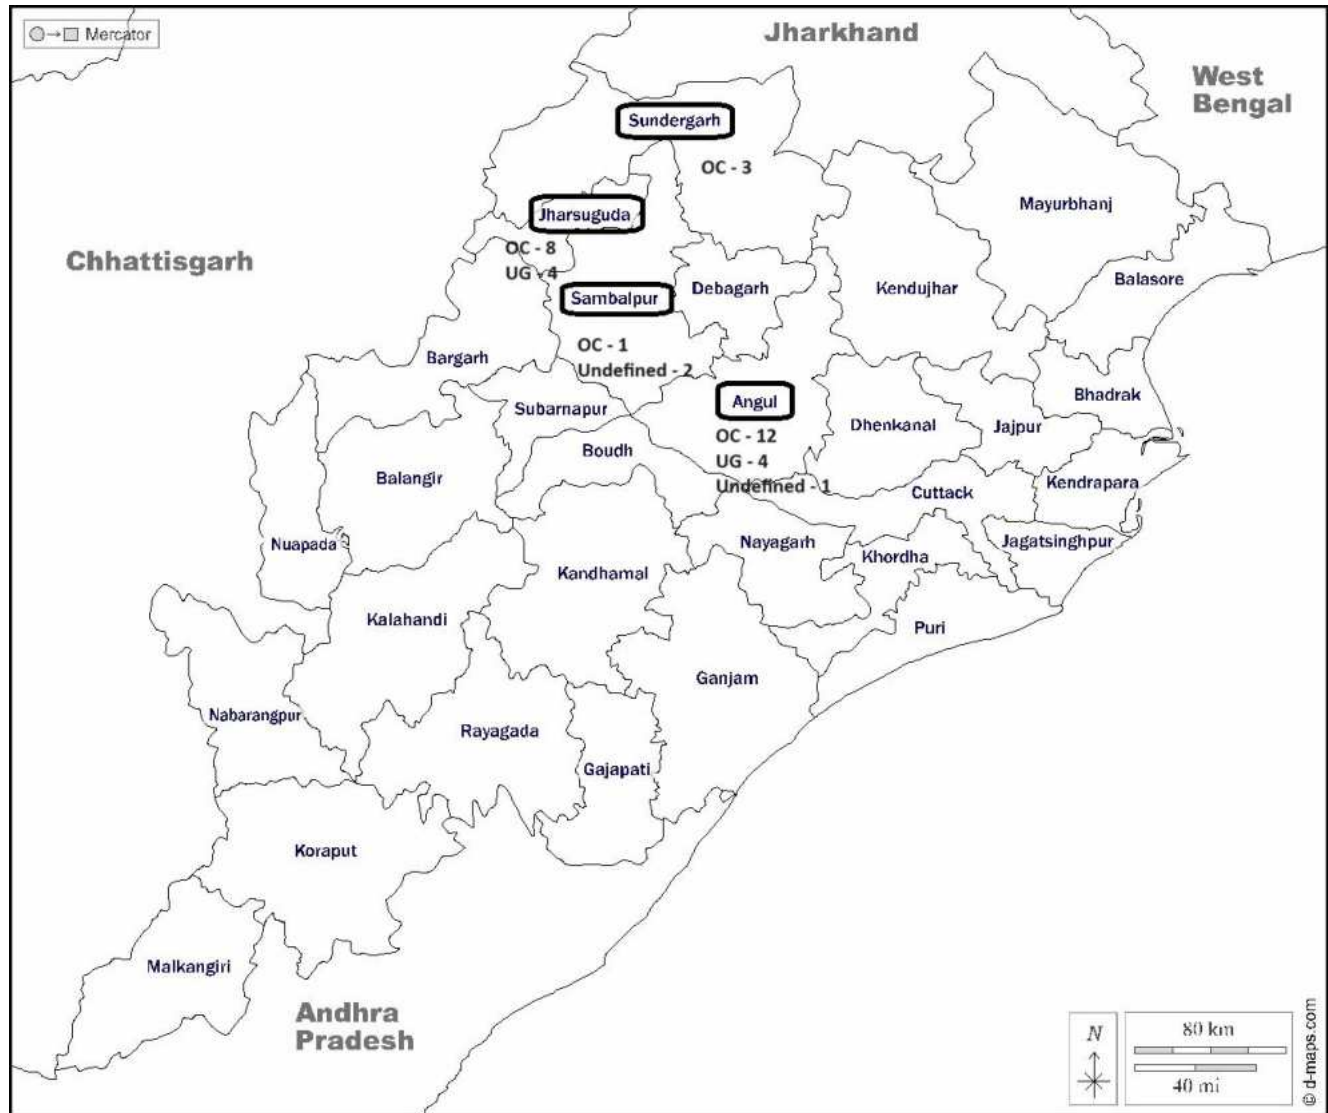 Mercator
Jharkhand
West
Bengal
Sundergarh
OC - 3
Mayurbhanj
Jharsuguda
OC - 8
UG - 4
Chhattisgarh
Balasore
Debagarh
Kendujhar
Sambalpur
OC - 1
Undefined - 2
Bargarh
Angul
OC - 12
UG - 4
Undefined - 1
Bhadrak
Subarnapur
Dhenkanal
Jajpur
Boudh
Balangir
Cuttack
Kendrapara
Nuapada
Nayagarh
Khordha
Jagatsinghpur
Kandhamal
Kalahandi
Puri
Ganjam
Nabarangpur
Rayagada
Gajapati
Koraput
Malkangiri
Andhra
Pradesh
N
80 km
40 mi
© d-maps.com